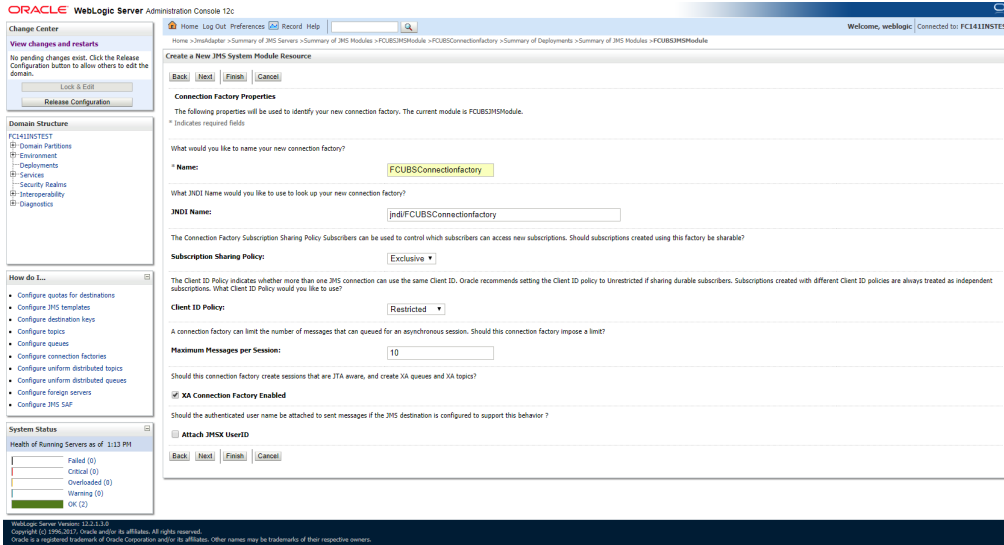 ORACLE WebLogic Server Administration Console 12c
Change Center
View changes and restarts
No pending changes exist. Click the Release
Configuration button to allow others to edit the
domain.
Lock & Edit
Release Configuration
Domain Structure
FC141INSTEST
Domain Partitions
Environment
Deployments
Services
Security Realms
Interoperability
Diagnostics
How do I...
Configure quotas for destinations
Configure JMS templates
Configure destination keys
Configure topics
Configure queues
Configure connection factories
Configure uniform distributed topics
Configure uniform distributed queues
Configure foreign servers
Configure JMS SAF
System Status
Health of Running Servers as of 1:13 PM
Failed (0)
Critical (0)
Overloaded (0)
Warning (0)
OK (2)
Home Log Out Preferences Record Help
Welcome, weblogic Connected to: FC141INSTES
Home >JmsAdapter >Summary of JMS Servers >Summary of JMS Modules >FCUBSJMSModule >FCUBSConnectionfactory >Summary of Deployments >Summary of JMS Modules >FCUBSJMSModule
Create a New JMS System Module Resource
Back Next Finish Cancel
Connection Factory Properties
The following properties will be used to identify your new connection factory. The current module is FCUBSJMSModule.
* Indicates required fields
What would you like to name your new connection factory?
* Name: FCUBSConnectionfactory
What JNDI Name would you like to use to look up your new connection factory?
JNDI Name: jndi/FCUBSConnectionfactory
The Connection Factory Subscription Sharing Policy Subscribers can be used to control which subscribers can access new subscriptions. Should subscriptions created using this factory be sharable?
Subscription Sharing Policy: Exclusive
The Client ID Policy indicates whether more than one JMS connection can use the same Client ID. Oracle recommends setting the Client ID policy to Unrestricted if sharing durable subscribers. Subscriptions created with different Client ID policies are always treated as independent
subscriptions. What Client ID Policy would you like to use?
Client ID Policy: Restricted
A connection factory can limit the number of messages that can queued for an asynchronous session. Should this connection factory impose a limit?
Maximum Messages per Session: 10
Should this connection factory create sessions that are JTA aware, and create XA queues and XA topics?
XA Connection Factory Enabled
Should the authenticated user name be attached to sent messages if the JMS destination is configured to support this behavior ?
Attach JMSX UserID
Back Next Finish Cancel
WebLogic Server Version: 12.2.1.3.0
Copyright (c) 1996,2017, Oracle and/or its affiliates. All rights reserved.
Oracle is a registered trademark of Oracle Corporation and/or its affiliates. Other names may be trademarks of their respective owners.